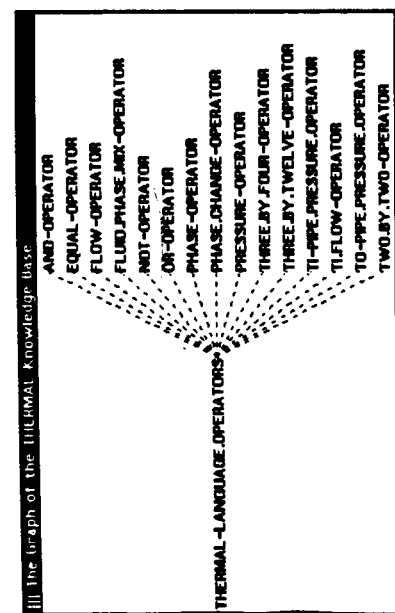 The Graph of the THERMAL Knowledge Base
AND-OPERATOR
EQUAL-OPERATOR
FLOW-OPERATOR
FLUID.PHASE.MIX-OPERATOR
NOT-OPERATOR
OR-OPERATOR
PHASE-OPERATOR
PHASE.CHANGE-OPERATOR
PRESSURE-OPERATOR
THREE.BY.FOUR-OPERATOR
THREE.BY.TWELVE-OPERATOR
TI-PIPE.PRESSURE.OPERATOR
TI.FLOW-OPERATOR
TO-PIPE.PRESSURE.OPERATOR
TWO.BY.TWO-OPERATOR
THERMAL-LANGUAGE.OPERATORS